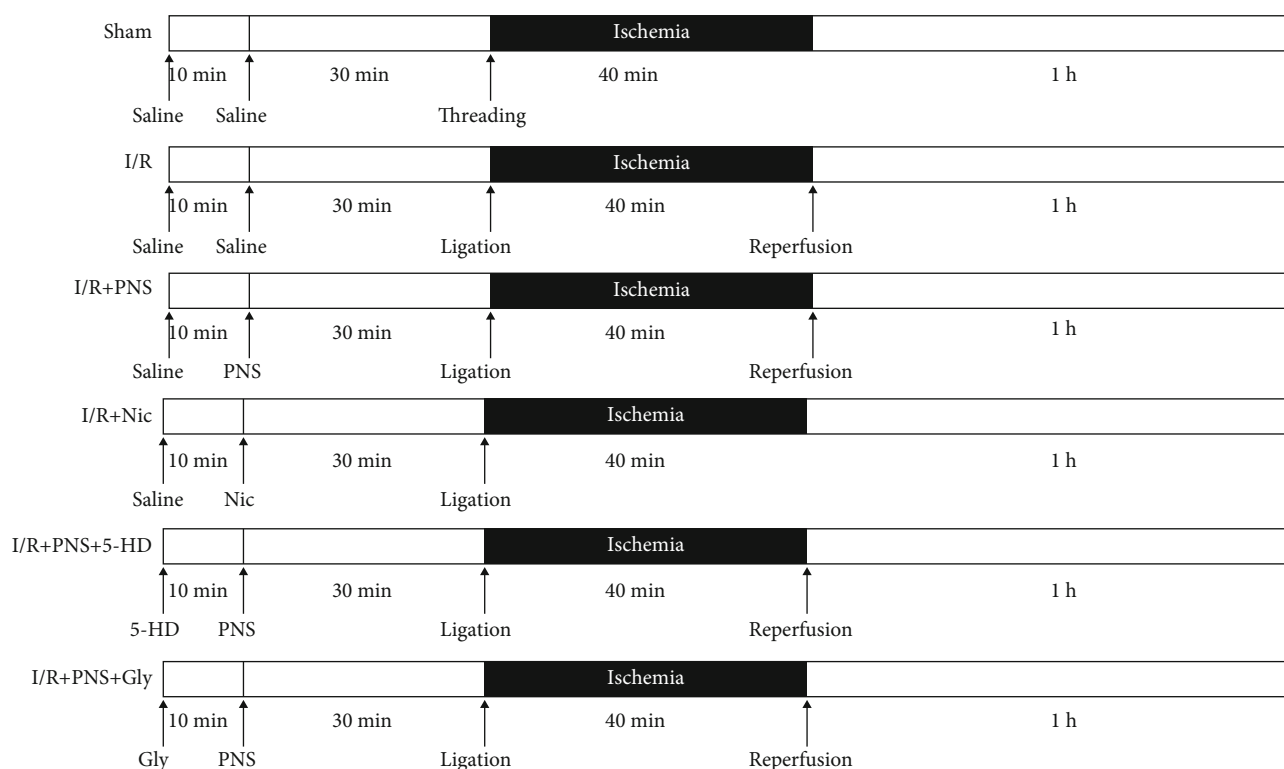 Sham Ischemia
10 min 30 min 40 min 1 h
Saline Saline Threading
I/R Ischemia
10 min 30 min 40 min 1 h
Saline Saline Ligation Reperfusion
I/R+PNS Ischemia
10 min 30 min 40 min 1 h
Saline PNS Ligation Reperfusion
I/R+Nic Ischemia
10 min 30 min 40 min 1 h
Saline Nic Ligation
I/R+PNS+5-HD Ischemia
10 min 30 min 40 min 1 h
5-HD PNS Ligation Reperfusion
I/R+PNS+Gly Ischemia
10 min 30 min 40 min 1 h
Gly PNS Ligation Reperfusion